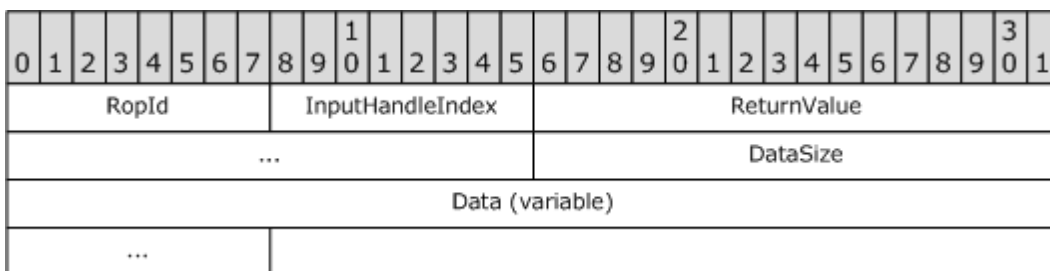 1 2 3
0 1 2 3 4 5 6 7 8 9 0 1 2 3 4 5 6 7 8 9 0 1 2 3 4 5 6 7 8 9 0 1
RopId InputHandleIndex ReturnValue
... DataSize
Data (variable)
...